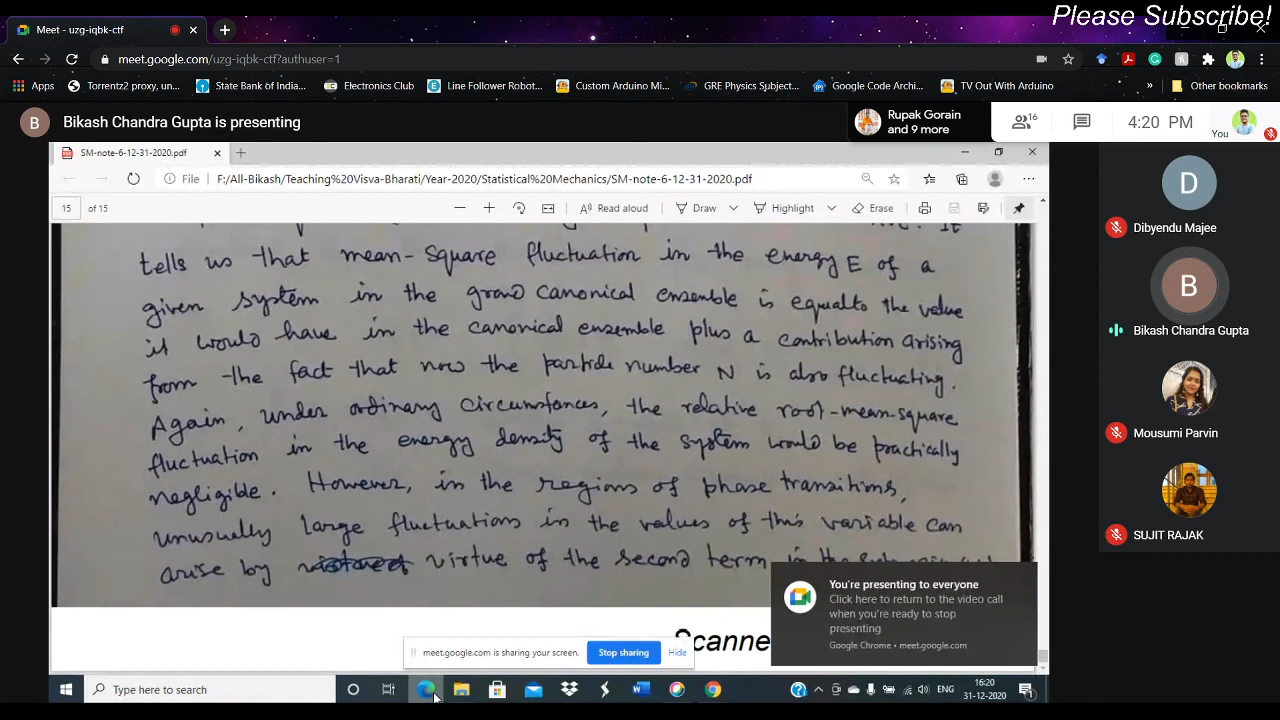 Please Subscribe!
Meet - uzg-iqbk-ctf
meet.google.com/uzg-iqbk-ctf?authuser=1
Apps
Torrentz2 proxy, un...
State Bank of India...
Electronics Club
Line Follower Robot...
Custom Arduino Mi...
GRE Physics Subject...
Google Code Archi...
TV Out With Arduino
»
Other bookmarks
B
Bikash Chandra Gupta is presenting
Rupak Gorain
and 9 more
16
4:20 PM
You
SM-note-6-12-31-2020.pdf
File
F:/All-Bikash/Teaching%20Visva-Bharati/Year-2020/Statistical%20Mechanics/SM-note-6-12-31-2020.pdf
15 of 15
Read aloud
Draw
Highlight
Erase
It
tells us that mean-square fluctuation in the energy E of a
given system in the grand canonical ensemble is equal to the value
it would have in the canonical ensemble plus a contribution arising
from the fact that now the particle number N is also fluctuating.
Again, under ordinary circumstances, the relative root-mean-square
fluctuation in the energy density of the system would be practically
negligible. However, in the regions of phase transitions,
unusually large fluctuations in the values of this variable can
arise by virtue of the second term in the
Scanne
You're presenting to everyone
Click here to return to the video call
when you're ready to stop
presenting
Google Chrome • meet.google.com
meet.google.com is sharing your screen.
Stop sharing
Hide
D
Dibyendu Majee
B
Bikash Chandra Gupta
Mousumi Parvin
SUJIT RAJAK
Type here to search
ENG
16:20
31-12-2020
1